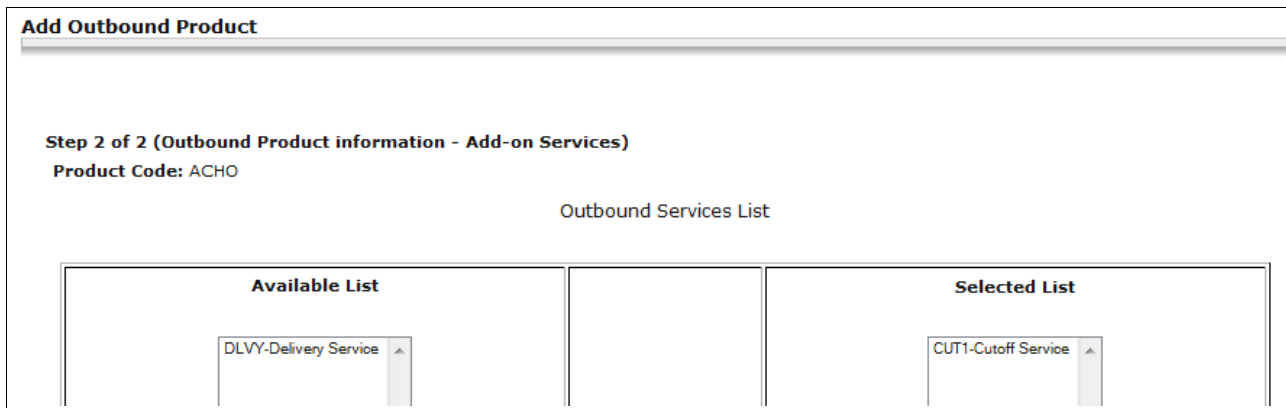 Add Outbound Product
Step 2 of 2 (Outbound Product information - Add-on Services)
Product Code: ACHO
Outbound Services List
Available List
Selected List
DLVY-Delivery Service
CUT1-Cutoff Service